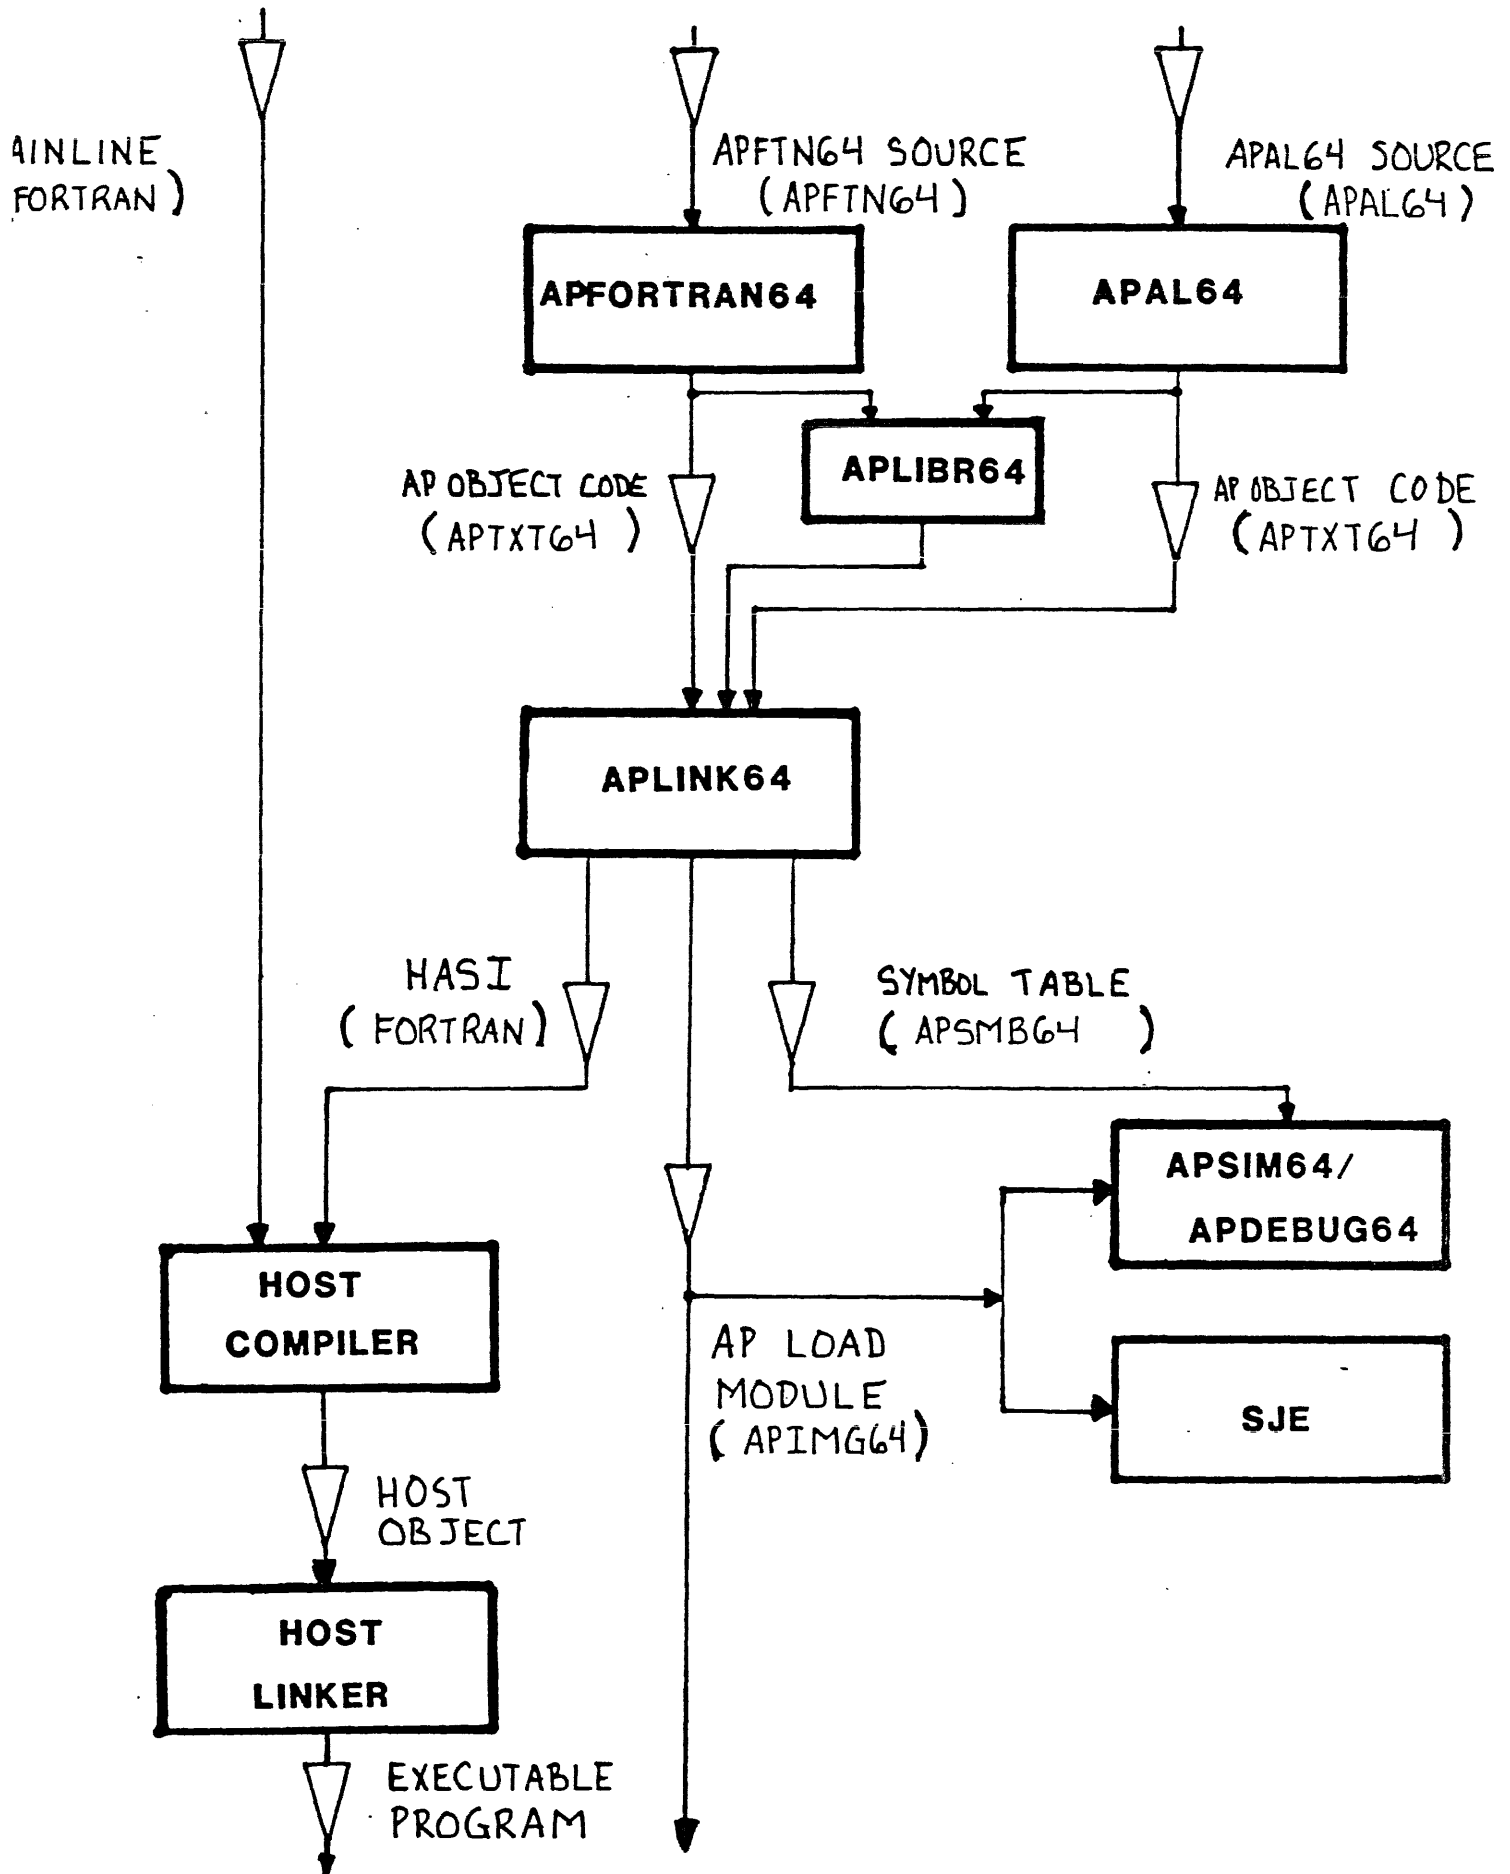 AINLINE
FORTRAN)
APFTN64 SOURCE
(APFTN64)
APAL64 SOURCE
(APAL64)
APFORTRAN64
APAL64
APLIBR64
AP OBJECT CODE
(APTXT64)
AP OBJECT CODE
(APTXT64)
APLINK64
HASI
(FORTRAN)
SYMBOL TABLE
(APSMB64)
APSIM64/
APDEBUG64
HOST
COMPILER
AP LOAD
MODULE
(APIMG64)
SJE
HOST
OBJECT
HOST
LINKER
EXECUTABLE
PROGRAM